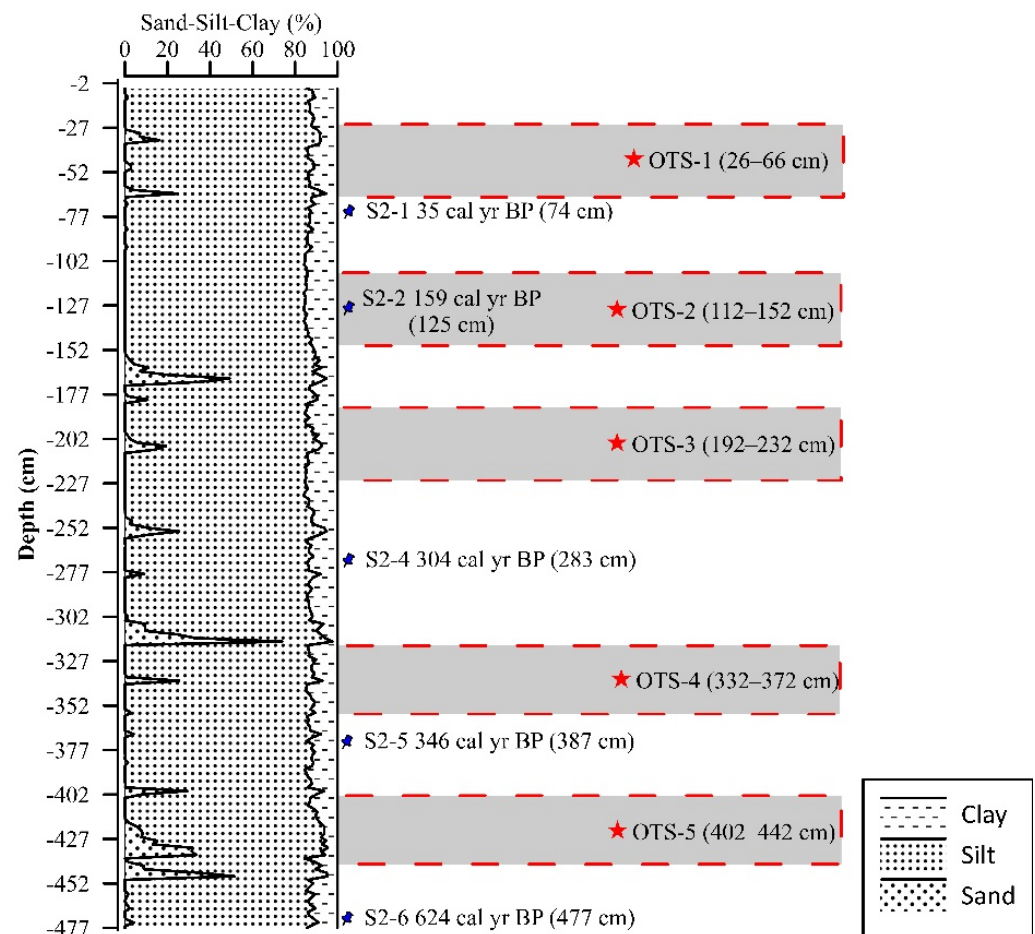 Sand-Silt-Clay (%)
0 20 40 60 80 100
Depth (cm)
-2
-27
-52
-77
-102
-127
-152
-177
-202
-227
-252
-277
-302
-327
-352
-377
-402
-427
-452
-477
OTS-1 (26–66 cm)
S2-1 35 cal yr BP (74 cm)
S2-2 159 cal yr BP
(125 cm)
OTS-2 (112–152 cm)
OTS-3 (192–232 cm)
S2-4 304 cal yr BP (283 cm)
OTS-4 (332–372 cm)
S2-5 346 cal yr BP (387 cm)
OTS-5 (402–442 cm)
S2-6 624 cal yr BP (477 cm)
Clay
Silt
Sand